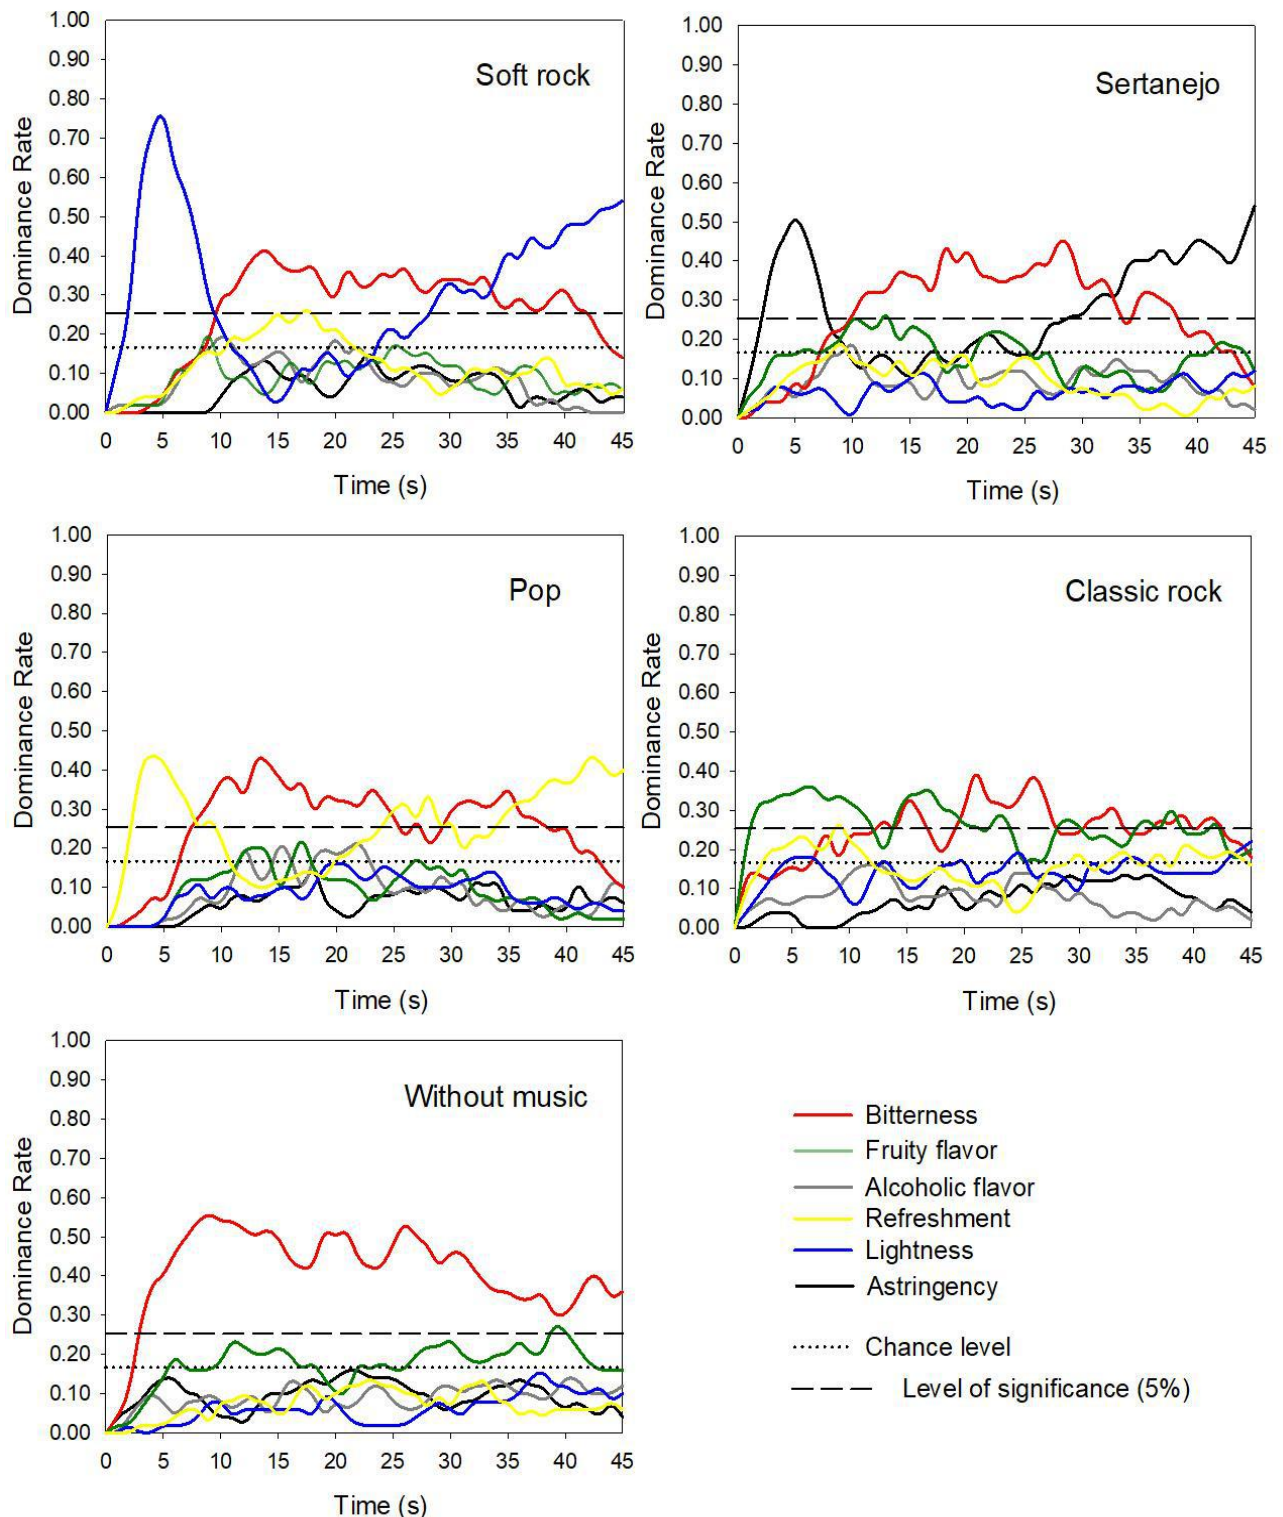 Soft rock
Dominance Rate
1.00
0.90
0.80
0.70
0.60
0.50
0.40
0.30
0.20
0.10
0.00
0 5 10 15 20 25 30 35 40 45
Time (s)
Sertanejo
Dominance Rate
1.00
0.90
0.80
0.70
0.60
0.50
0.40
0.30
0.20
0.10
0.00
0 5 10 15 20 25 30 35 40 45
Time (s)
Pop
Dominance Rate
1.00
0.90
0.80
0.70
0.60
0.50
0.40
0.30
0.20
0.10
0.00
0 5 10 15 20 25 30 35 40 45
Time (s)
Classic rock
Dominance Rate
1.00
0.90
0.80
0.70
0.60
0.50
0.40
0.30
0.20
0.10
0.00
0 5 10 15 20 25 30 35 40 45
Time (s)
Without music
Dominance Rate
1.00
0.90
0.80
0.70
0.60
0.50
0.40
0.30
0.20
0.10
0.00
0 5 10 15 20 25 30 35 40 45
Time (s)
Bitterness
Fruity flavor
Alcoholic flavor
Refreshment
Lightness
Astringency
Chance level
Level of significance (5%)